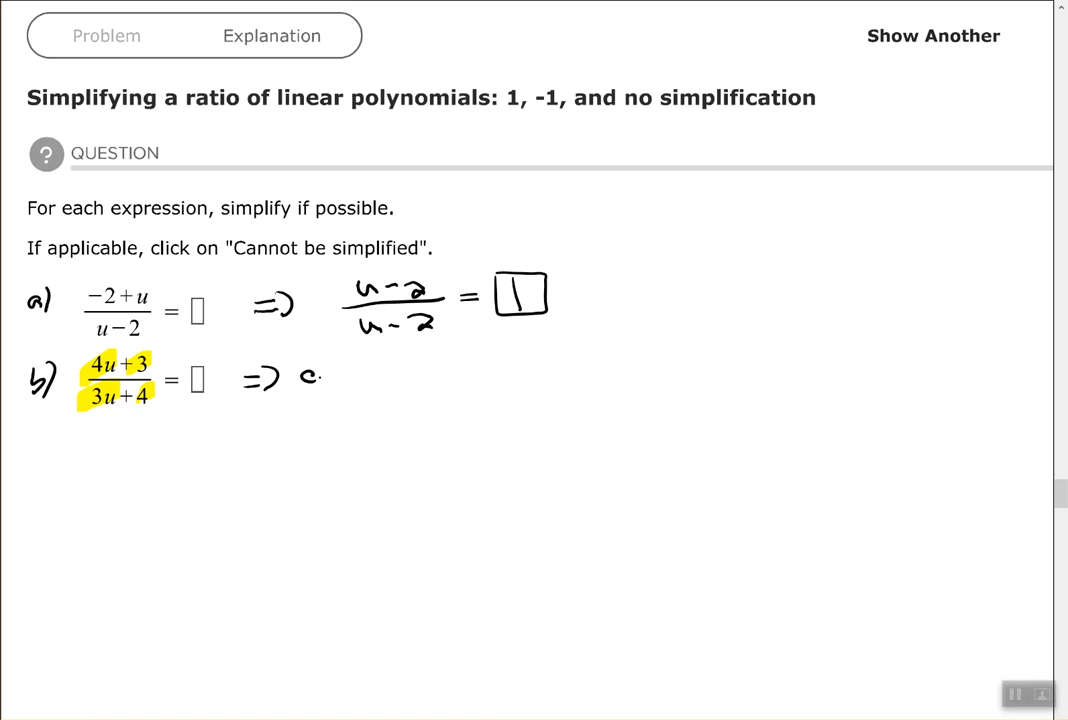 Problem Explanation Show Another
Simplifying a ratio of linear polynomials: 1, -1, and no simplification
? QUESTION
For each expression, simplify if possible.
If applicable, click on "Cannot be simplified".
a) (−2+u)/(u−2) = ▯ ⇒ (u−2)/(u−2) = 1
b) (4u+3)/(3u+4) = ▯ ⇒ c